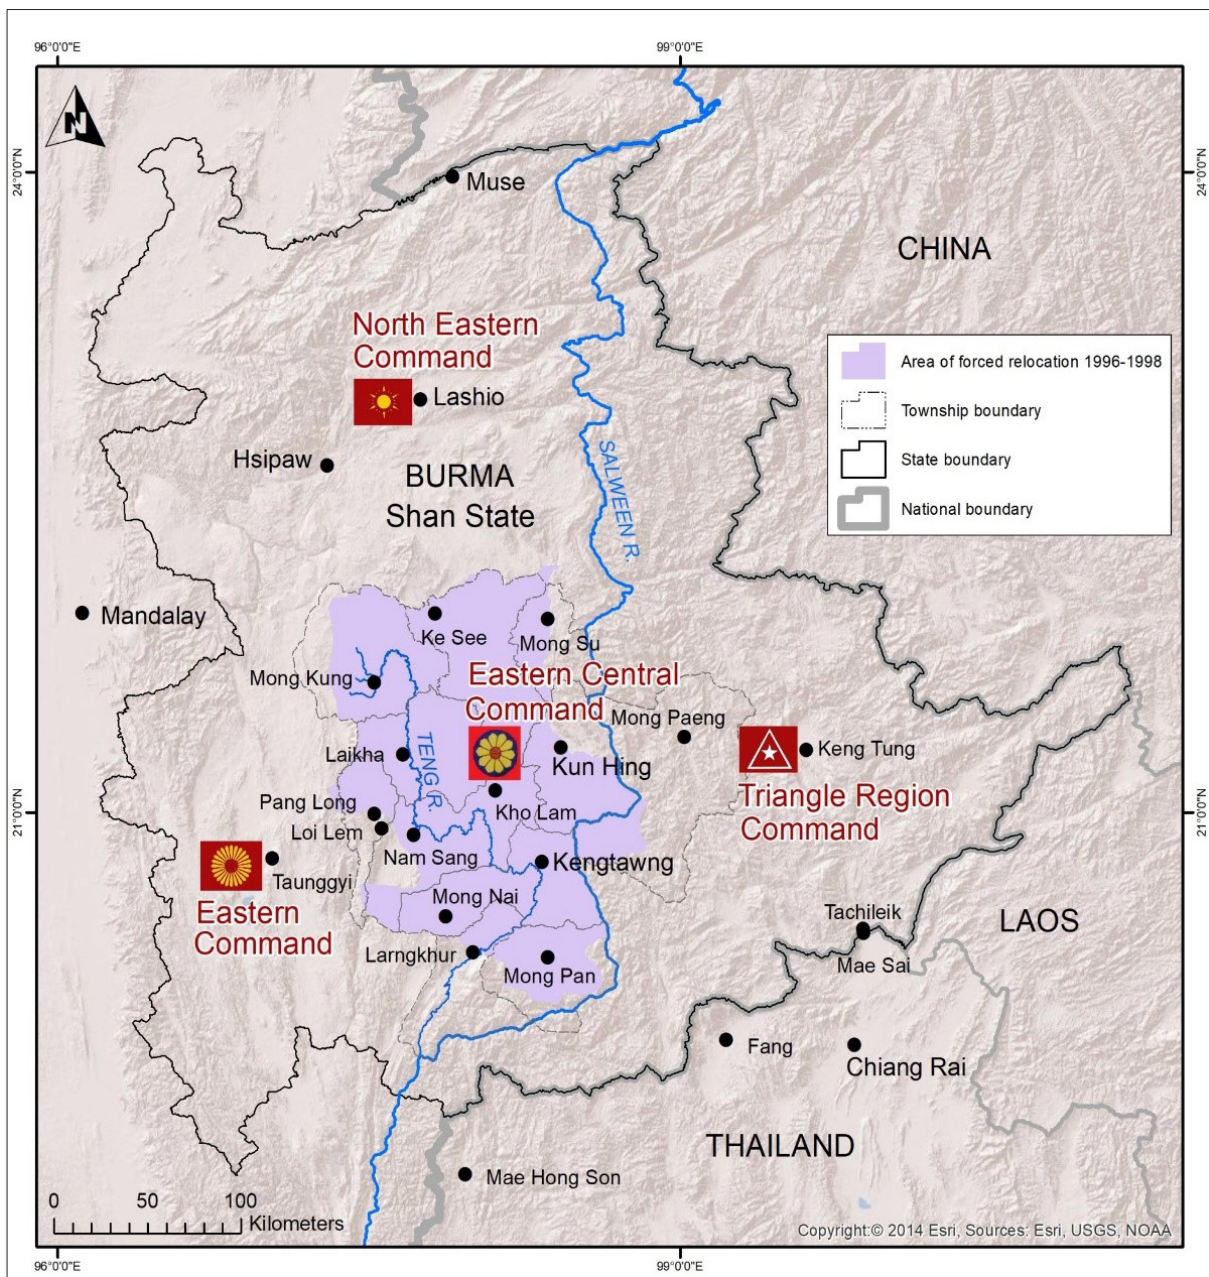 96°0'0"E
99°0'0"E
N
24°0'0"N
24°0'0"N
Muse
CHINA
North Eastern
Command
Lashio
Area of forced relocation 1996-1998
Township boundary
State boundary
National boundary
Hsipaw
BURMA
Shan State
SALWEEN R.
Mandalay
Ke See
Mong Su
Mong Kung
Eastern Central
Command
Mong Paeng
Laikha
TENG R.
Kun Hing
Keng Tung
Pang Long
Kho Lam
Triangle Region
Command
21°0'0"N
21°0'0"N
Loi Lem
Nam Sang
Kengtawng
Taunggyi
Mong Nai
Eastern
Command
Tachileik
LAOS
Larngkhur
Mong Pan
Mae Sai
Fang
Chiang Rai
THAILAND
Mae Hong Son
0 50 100
Kilometers
Copyright:© 2014 Esri, Sources: Esri, USGS, NOAA
96°0'0"E
99°0'0"E